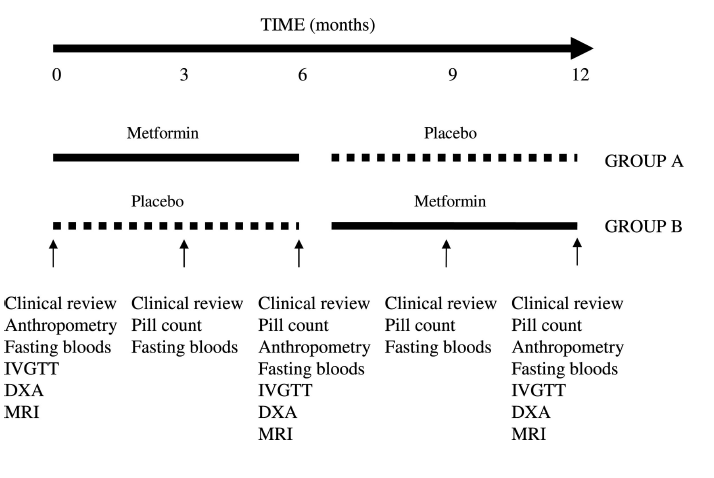 TIME (months)
0 3 6 9 12
Metformin Placebo
GROUP A
Placebo Metformin
GROUP B
Clinical review
Anthropometry
Fasting bloods
IVGTT
DXA
MRI
Clinical review
Pill count
Fasting bloods
Clinical review
Pill count
Anthropometry
Fasting bloods
IVGTT
DXA
MRI
Clinical review
Pill count
Fasting bloods
Clinical review
Pill count
Anthropometry
Fasting bloods
IVGTT
DXA
MRI